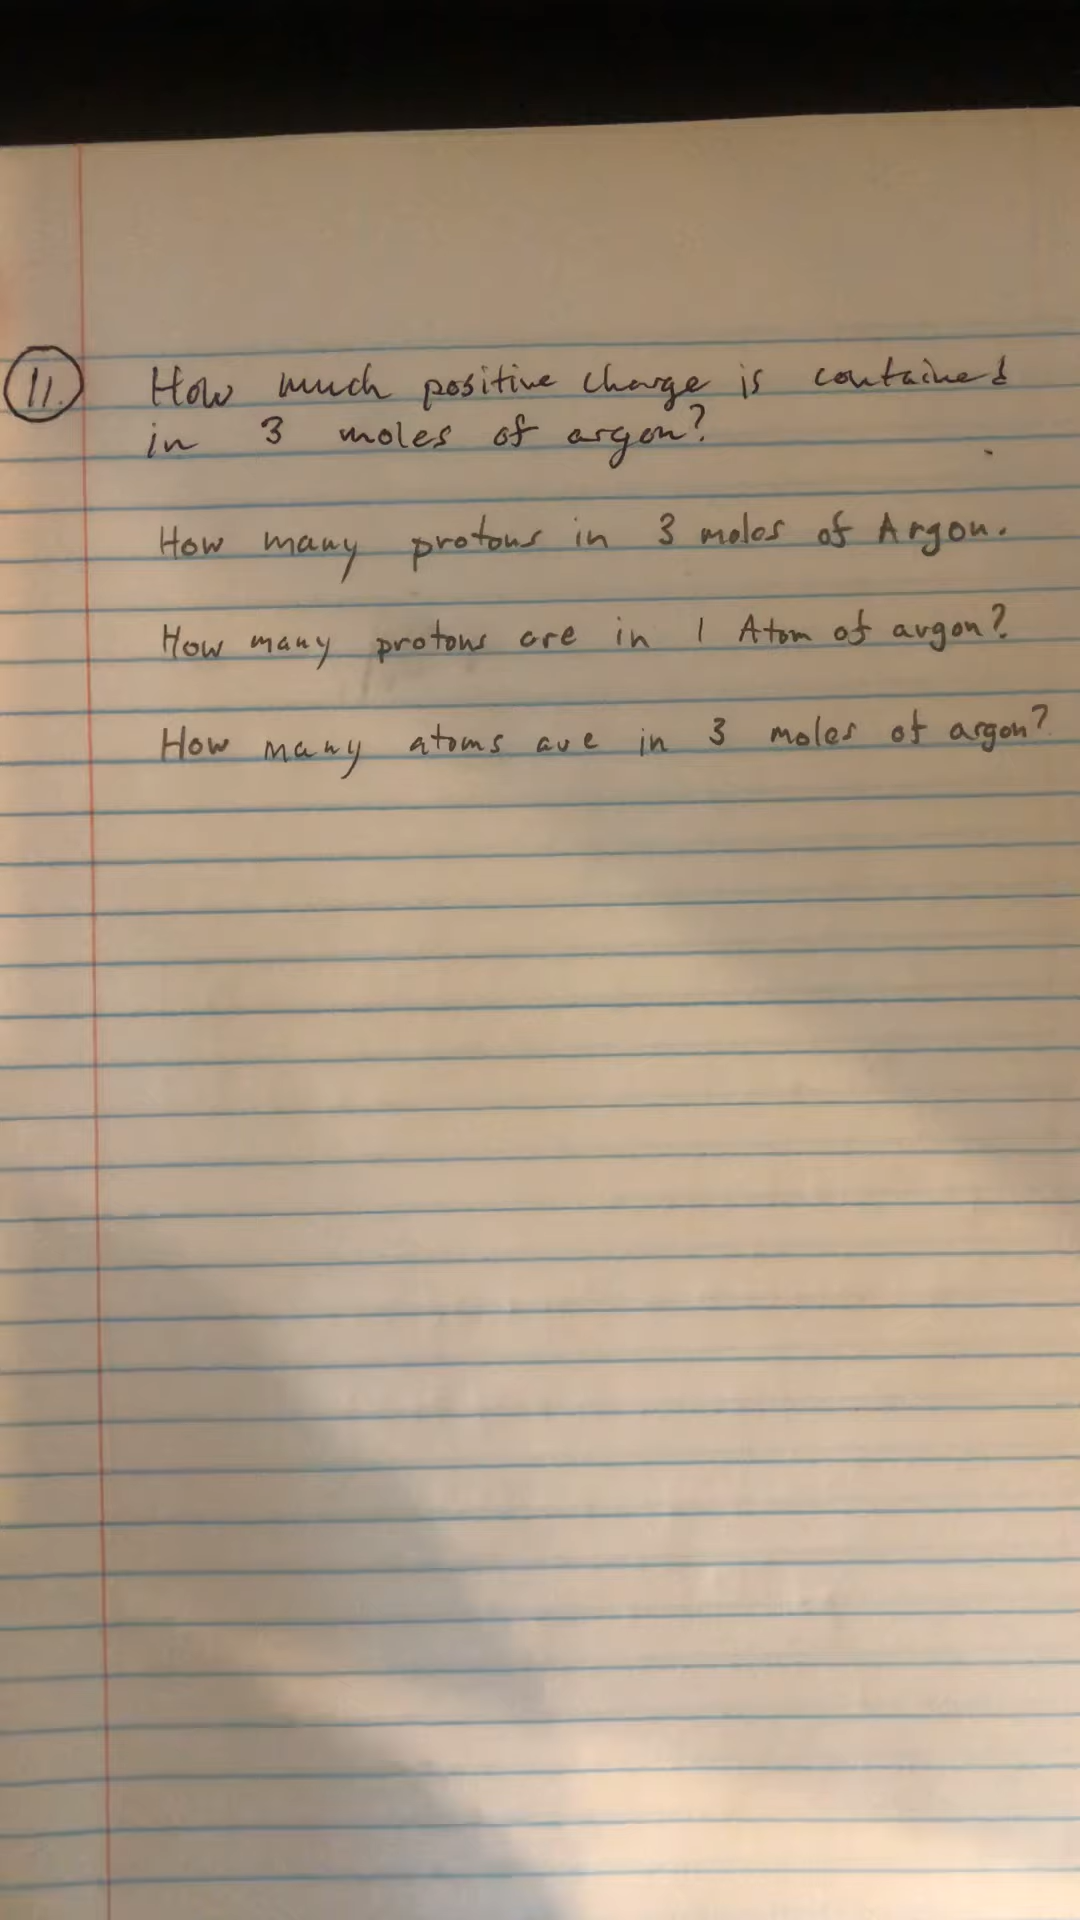 11. How much positive charge is contained
in 3 moles of argon?
How many protons in 3 moles of Argon.
How many protons are in 1 Atom of argon?
How many atoms are in 3 moles of argon?